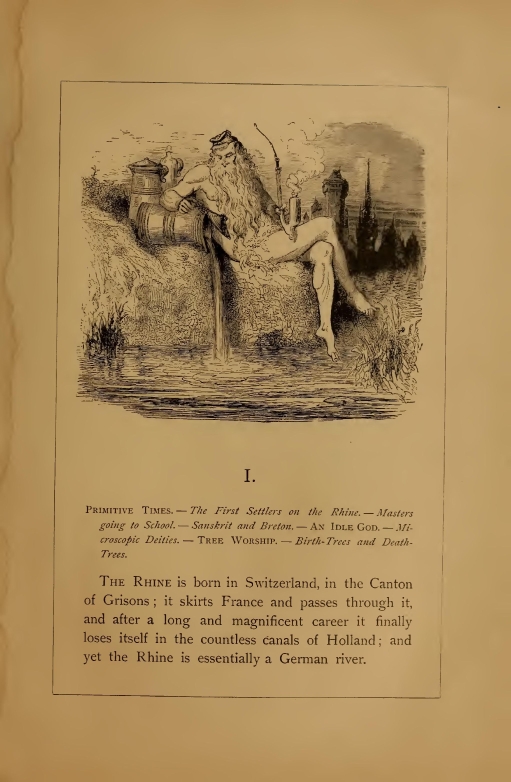 I.
PRIMITIVE TIMES. — The First Settlers on the Rhine. — Masters
going to School. — Sanskrit and Breton. — AN IDLE GOD. — Mi-
croscopic Deities. — TREE WORSHIP. — Birth-Trees and Death-
Trees.
THE RHINE is born in Switzerland, in the Canton
of Grisons; it skirts France and passes through it,
and after a long and magnificent career it finally
loses itself in the countless canals of Holland; and
yet the Rhine is essentially a German river.